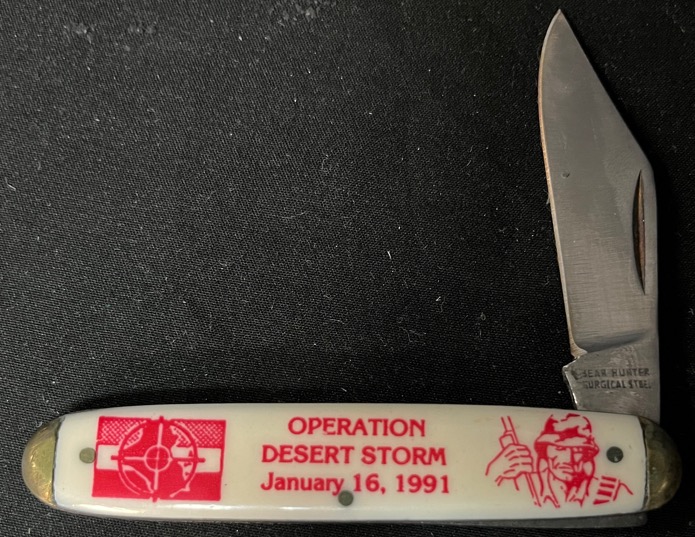 BEAR HUNTER
SURGICAL STEEL
OPERATION
DESERT STORM
January 16, 1991